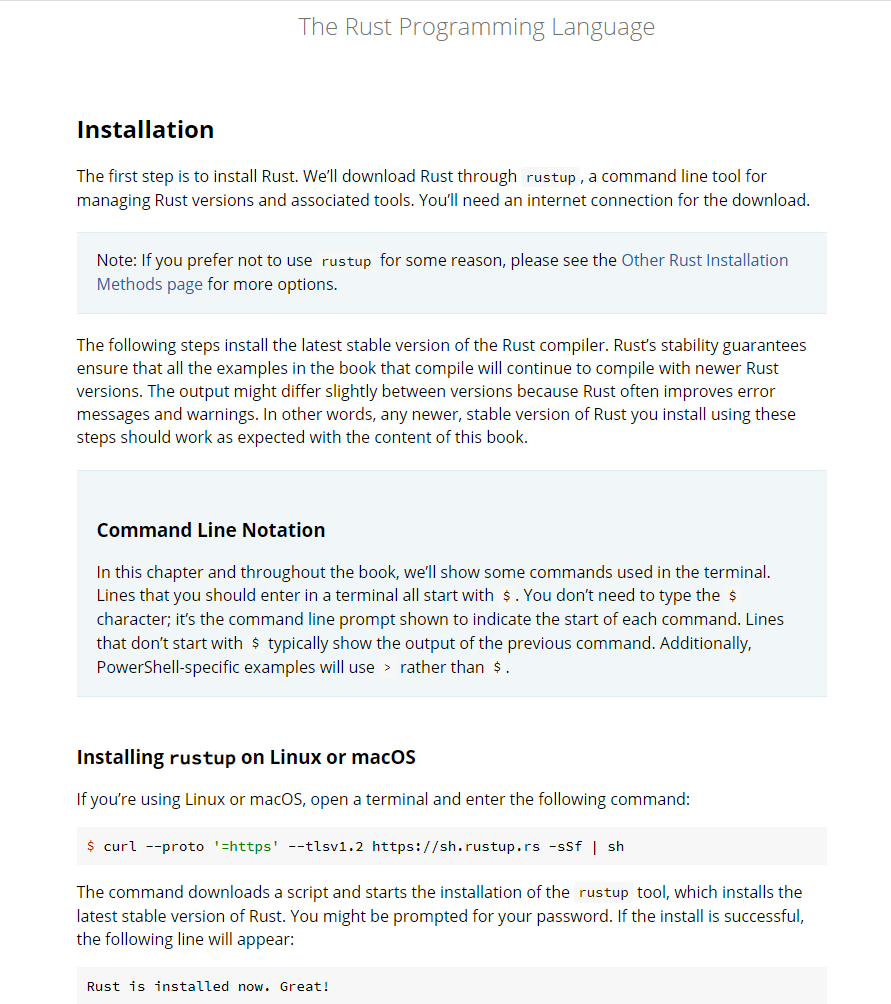 The Rust Programming Language
Installation
The first step is to install Rust. We’ll download Rust through rustup, a command line tool for
managing Rust versions and associated tools. You’ll need an internet connection for the download.
Note: If you prefer not to use rustup for some reason, please see the Other Rust Installation
Methods page for more options.
The following steps install the latest stable version of the Rust compiler. Rust’s stability guarantees
ensure that all the examples in the book that compile will continue to compile with newer Rust
versions. The output might differ slightly between versions because Rust often improves error
messages and warnings. In other words, any newer, stable version of Rust you install using these
steps should work as expected with the content of this book.
Command Line Notation
In this chapter and throughout the book, we’ll show some commands used in the terminal.
Lines that you should enter in a terminal all start with $. You don’t need to type the $
character; it’s the command line prompt shown to indicate the start of each command. Lines
that don’t start with $ typically show the output of the previous command. Additionally,
PowerShell-specific examples will use > rather than $.
Installing rustup on Linux or macOS
If you’re using Linux or macOS, open a terminal and enter the following command:
$ curl --proto '=https' --tlsv1.2 https://sh.rustup.rs -sSf | sh
The command downloads a script and starts the installation of the rustup tool, which installs the
latest stable version of Rust. You might be prompted for your password. If the install is successful,
the following line will appear:
Rust is installed now. Great!